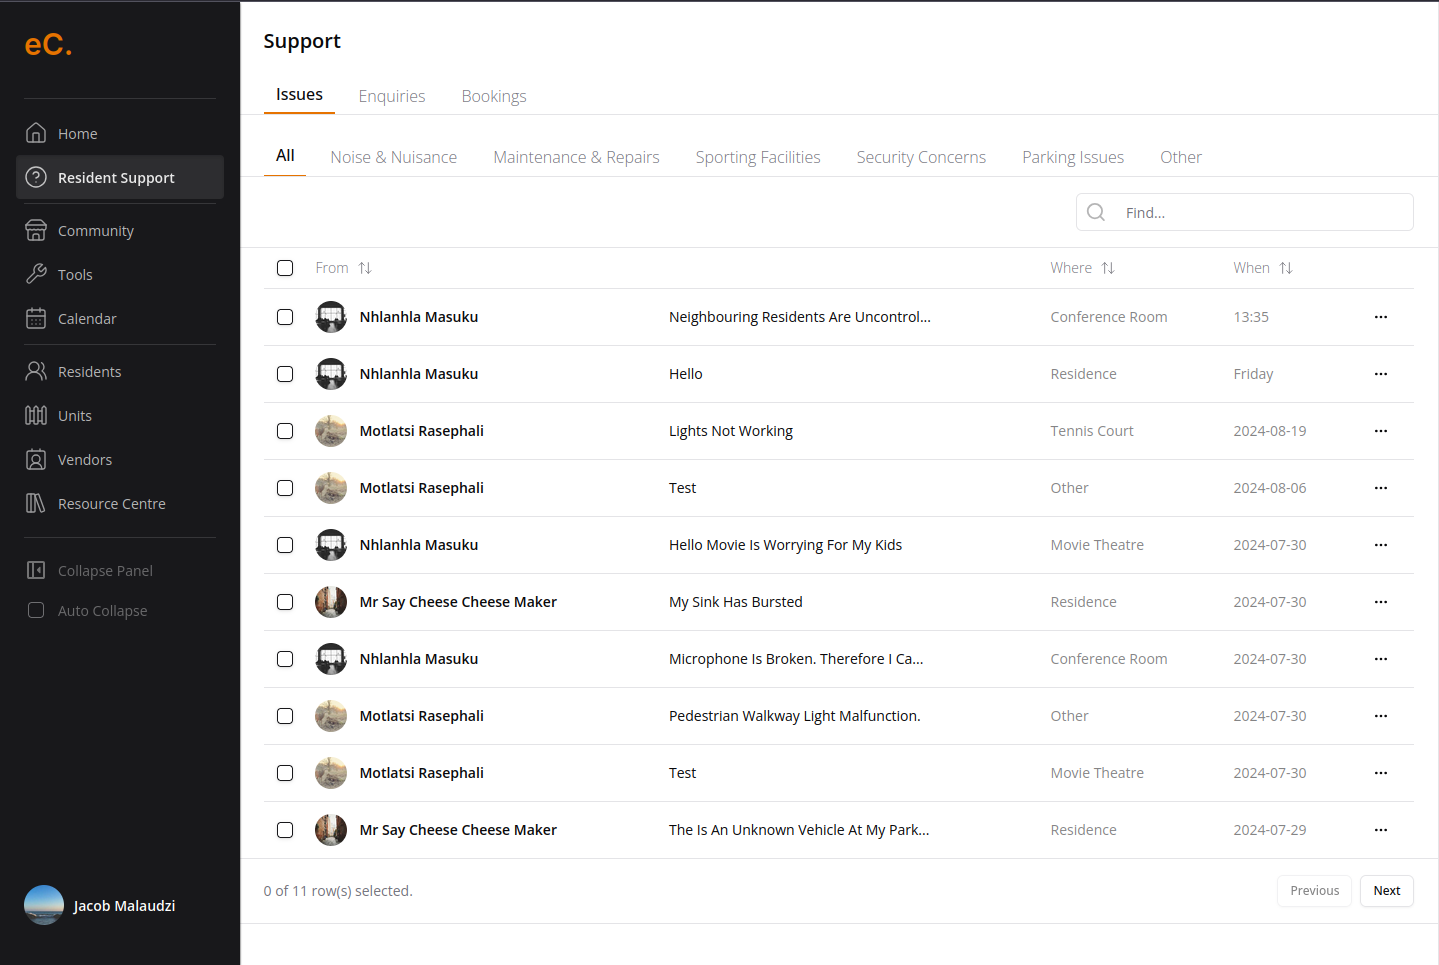 eC.
Home
Resident Support
Community
Tools
Calendar
Residents
Units
Vendors
Resource Centre
Collapse Panel
Auto Collapse
Jacob Malaudzi
Support
Issues Enquiries Bookings
All Noise & Nuisance Maintenance & Repairs Sporting Facilities Security Concerns Parking Issues Other
Find...
From Where When
Nhlanhla Masuku Neighbouring Residents Are Uncontrol... Conference Room 13:35
Nhlanhla Masuku Hello Residence Friday
Motlatsi Rasephali Lights Not Working Tennis Court 2024-08-19
Motlatsi Rasephali Test Other 2024-08-06
Nhlanhla Masuku Hello Movie Is Worrying For My Kids Movie Theatre 2024-07-30
Mr Say Cheese Cheese Maker My Sink Has Bursted Residence 2024-07-30
Nhlanhla Masuku Microphone Is Broken. Therefore I Ca... Conference Room 2024-07-30
Motlatsi Rasephali Pedestrian Walkway Light Malfunction. Other 2024-07-30
Motlatsi Rasephali Test Movie Theatre 2024-07-30
Mr Say Cheese Cheese Maker The Is An Unknown Vehicle At My Park... Residence 2024-07-29
0 of 11 row(s) selected. Previous Next